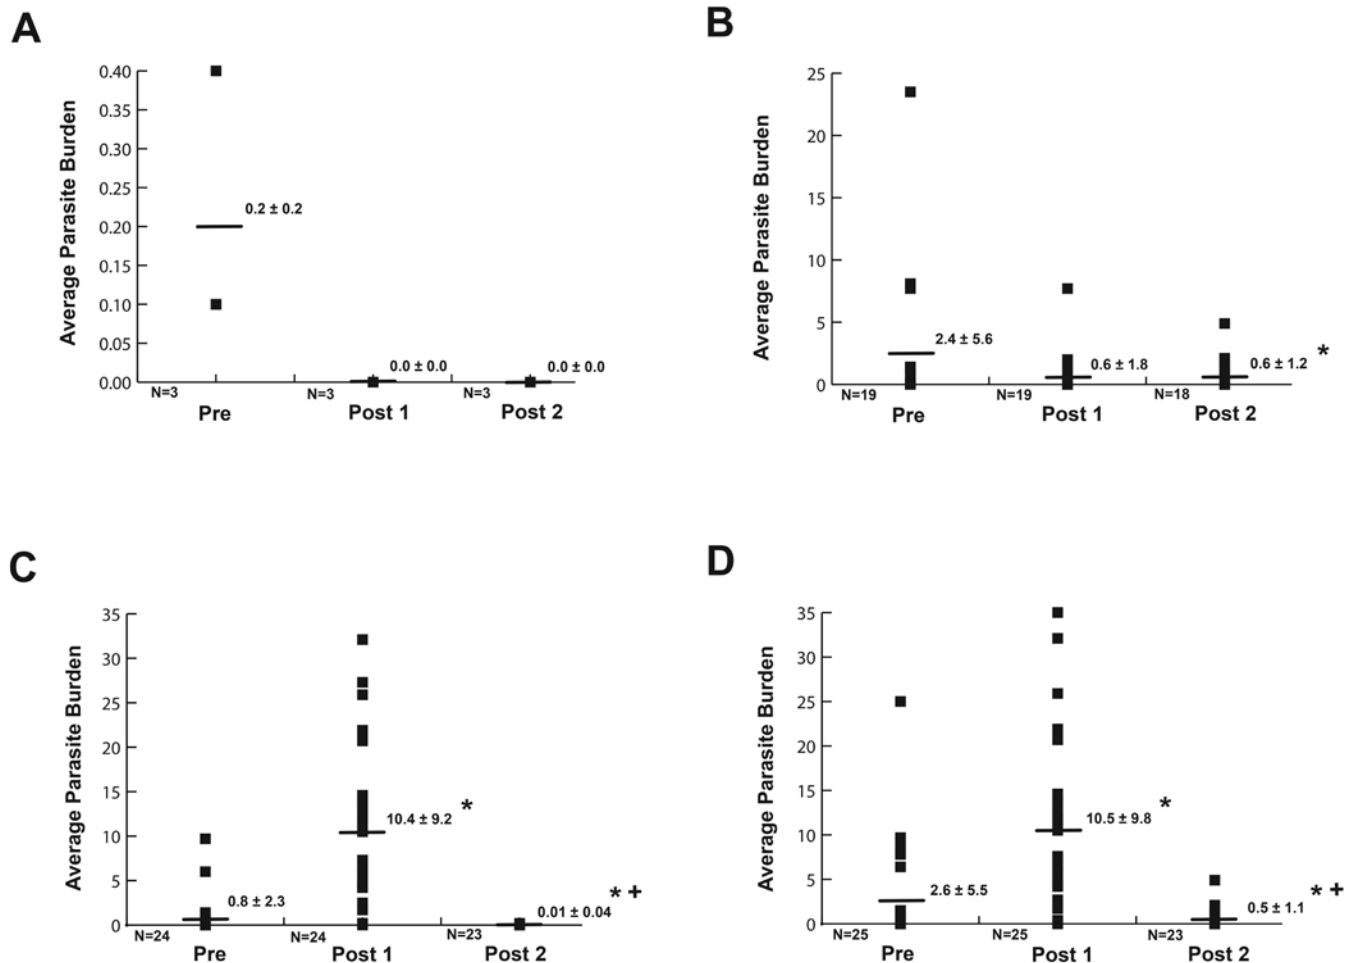 A
Average Parasite Burden
0.40
0.35
0.30
0.25
0.20
0.15
0.10
0.05
0.00
0.2 ± 0.2
0.0 ± 0.0
0.0 ± 0.0
N=3
N=3
N=3
Pre
Post 1
Post 2
B
Average Parasite Burden
25
20
15
10
5
0
2.4 ± 5.6
0.6 ± 1.8
0.6 ± 1.2
*
N=19
N=19
N=18
Pre
Post 1
Post 2
C
Average Parasite Burden
35
30
25
20
15
10
5
0
0.8 ± 2.3
10.4 ± 9.2
*
0.01 ± 0.04
* +
N=24
N=24
N=23
Pre
Post 1
Post 2
D
Average Parasite Burden
35
30
25
20
15
10
5
0
2.6 ± 5.5
10.5 ± 9.8
*
0.5 ± 1.1
* +
N=25
N=25
N=23
Pre
Post 1
Post 2